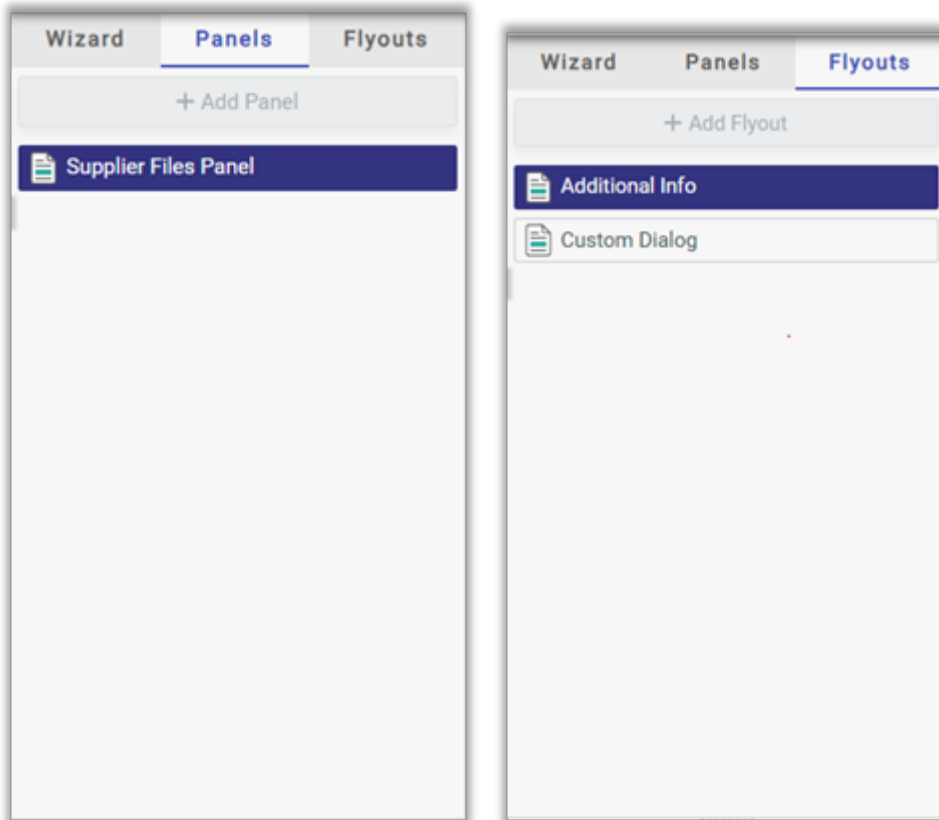 Wizard Panels Flyouts
+ Add Panel
Supplier Files Panel
Wizard Panels Flyouts
+ Add Flyout
Additional Info
Custom Dialog